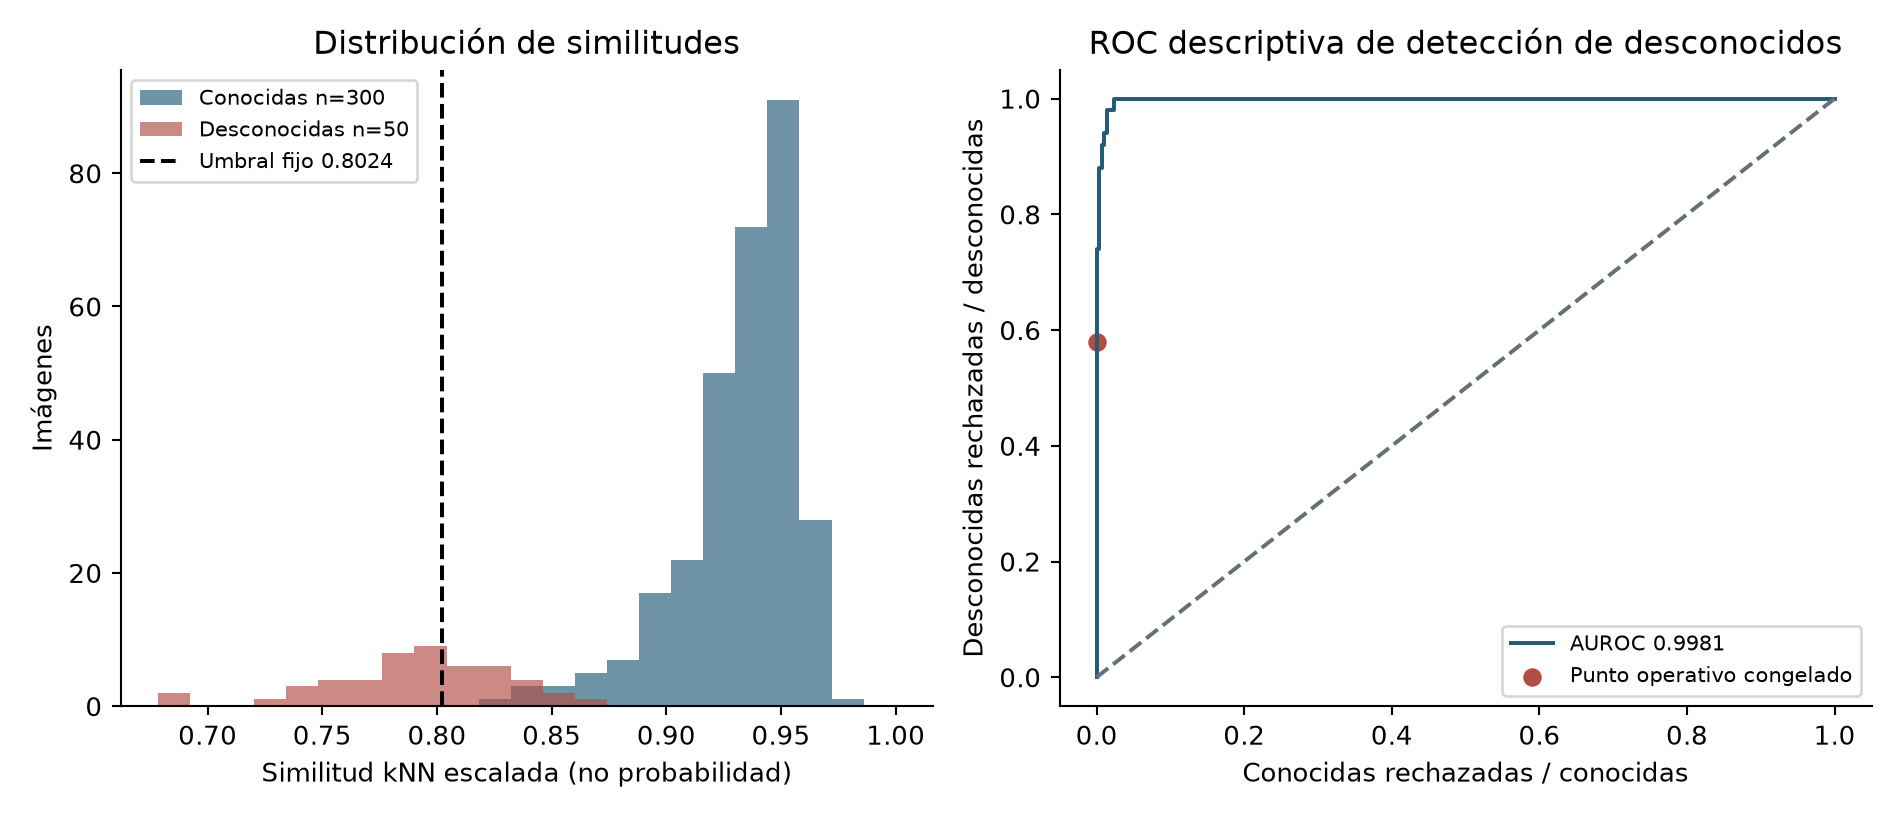 Distribución de similitudes
Conocidas n=300
Desconocidas n=50
Umbral fijo 0.8024
Imágenes
80
60
40
20
0
0.70 0.75 0.80 0.85 0.90 0.95 1.00
Similitud kNN escalada (no probabilidad)
ROC descriptiva de detección de desconocidos
Desconocidas rechazadas / desconocidas
1.0
0.8
0.6
0.4
0.2
0.0
AUROC 0.9981
Punto operativo congelado
0.0 0.2 0.4 0.6 0.8 1.0
Conocidas rechazadas / conocidas